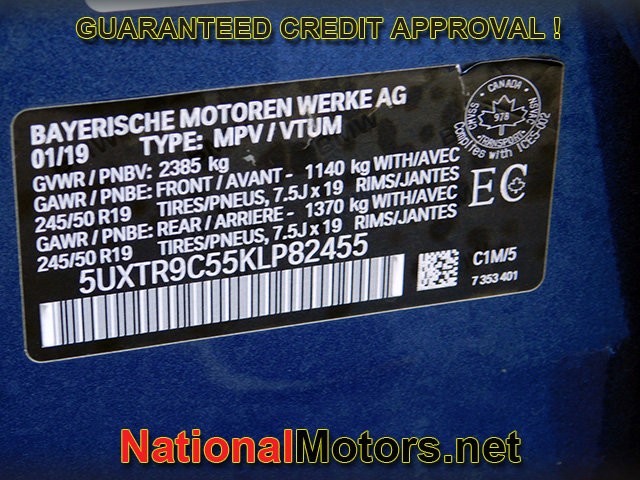 GUARANTEED CREDIT APPROVAL !
BAYERISCHE MOTOREN WERKE AG
01/19 TYPE: MPV / VTUM
GVWR / PNBV: 2385 kg
GAWR / PNBE: FRONT / AVANT - 1140 kg WITH/AVEC
245/50 R19 TIRES/PNEUS, 7.5J x 19 RIMS/JANTES
GAWR / PNBE: REAR / ARRIERE - 1370 kg WITH/AVEC
245/50 R19 TIRES/PNEUS, 7.5J x 19 RIMS/JANTES
5UXTR9C55KLP82455
CANADA
978
TRANSPORT
EC
C1M/5
7 353 401
NationalMotors.net